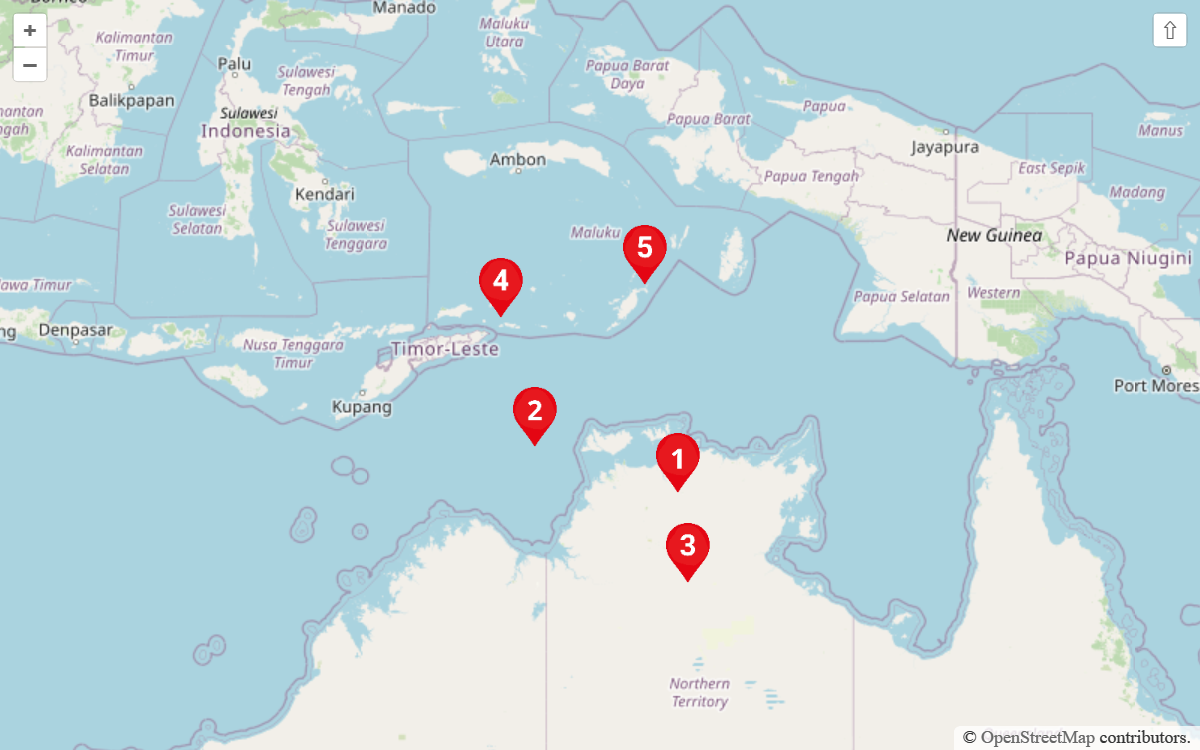 Manado
+
⇧
Kalimantan
Timur
Maluku
Utara
−
Palu
Sulawesi
Tengah
Papua Barat
Daya
Balikpapan
Papua
Sulawesi
Indonesia
Papua Barat
Manus
Jayapura
Kalimantan
Selatan
Ambon
East Sepik
Papua Tengah
Kendari
Madang
Sulawesi
Selatan
Sulawesi
Tenggara
Maluku
New Guinea
5
Papua Niugini
4
Jawa Timur
Papua Selatan
Western
Denpasar
Nusa Tenggara
Timur
Timor-Leste
Kupang
Port Mores
2
1
3
Northern
Territory
© OpenStreetMap contributors.